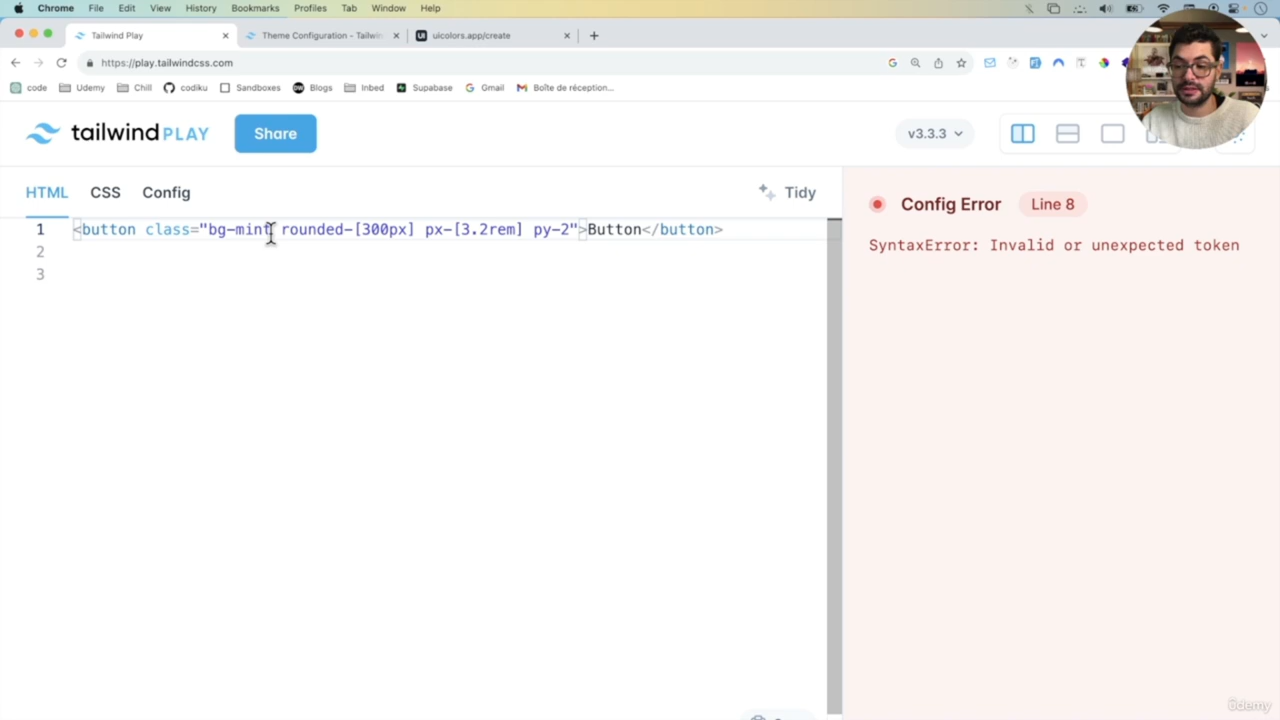 Chrome File Edit View History Bookmarks Profiles Tab Window Help
Tailwind Play Theme Configuration - Tailwin uicolors.app/create
https://play.tailwindcss.com
code Udemy Chill codiku Sandboxes Blogs Inbed Supabase Gmail Boîte de réception...
tailwind PLAY Share v3.3.3
HTML CSS Config Tidy
Config Error Line 8
1 <button class="bg-mint rounded-[300px] px-[3.2rem] py-2">Button</button>
SyntaxError: Invalid or unexpected token
2
3
ûdemy